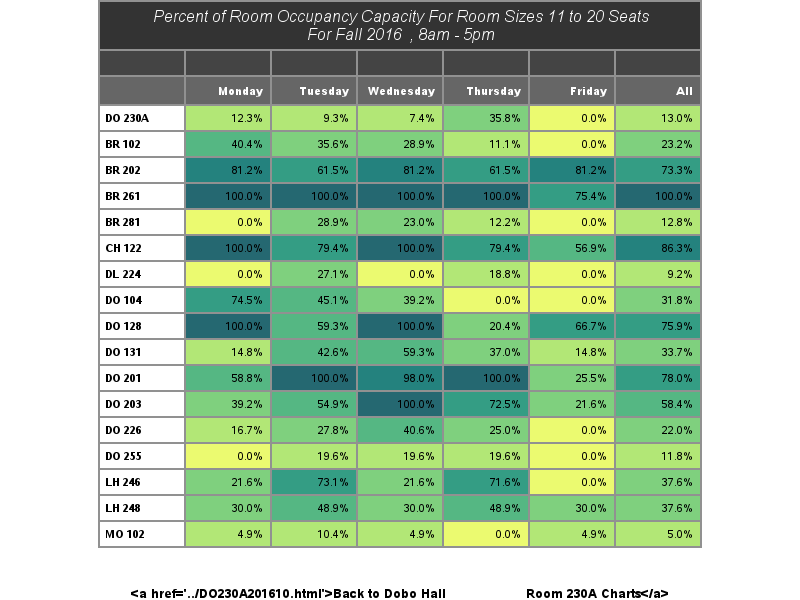 Percent of Room Occupancy Capacity For Room Sizes 11 to 20 Seats
For Fall 2016 , 8am - 5pm
Monday Tuesday Wednesday Thursday Friday All
DO 230A 12.3% 9.3% 7.4% 35.8% 0.0% 13.0%
BR 102 40.4% 35.6% 28.9% 11.1% 0.0% 23.2%
BR 202 81.2% 61.5% 81.2% 61.5% 81.2% 73.3%
BR 261 100.0% 100.0% 100.0% 100.0% 75.4% 100.0%
BR 281 0.0% 28.9% 23.0% 12.2% 0.0% 12.8%
CH 122 100.0% 79.4% 100.0% 79.4% 56.9% 86.3%
DL 224 0.0% 27.1% 0.0% 18.8% 0.0% 9.2%
DO 104 74.5% 45.1% 39.2% 0.0% 0.0% 31.8%
DO 128 100.0% 59.3% 100.0% 20.4% 66.7% 75.9%
DO 131 14.8% 42.6% 59.3% 37.0% 14.8% 33.7%
DO 201 58.8% 100.0% 98.0% 100.0% 25.5% 78.0%
DO 203 39.2% 54.9% 100.0% 72.5% 21.6% 58.4%
DO 226 16.7% 27.8% 40.6% 25.0% 0.0% 22.0%
DO 255 0.0% 19.6% 19.6% 19.6% 0.0% 11.8%
LH 246 21.6% 73.1% 21.6% 71.6% 0.0% 37.6%
LH 248 30.0% 48.9% 30.0% 48.9% 30.0% 37.6%
MO 102 4.9% 10.4% 4.9% 0.0% 4.9% 5.0%
<a href='../DO230A201610.html'>Back to Dobo Hall Room 230A Charts</a>